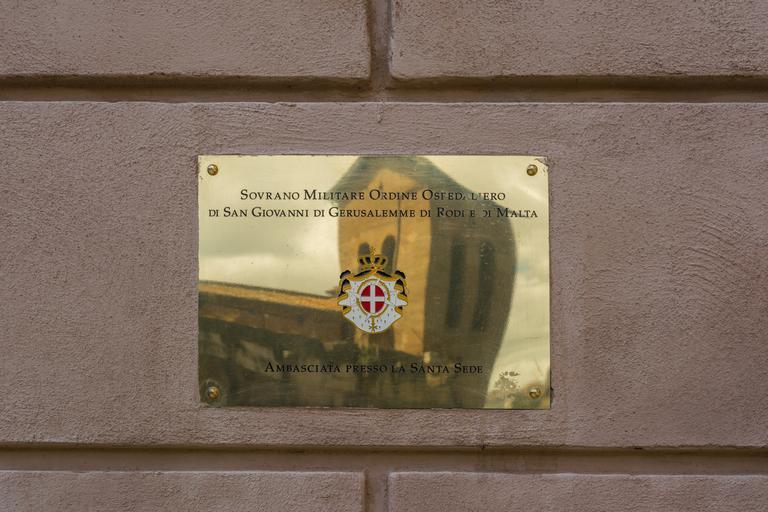 SOVRANO MILITARE ORDINE OSPEDALIERO
DI SAN GIOVANNI DI GERUSALEMME DI RODI E DI MALTA
AMBASCIATA PRESSO LA SANTA SEDE